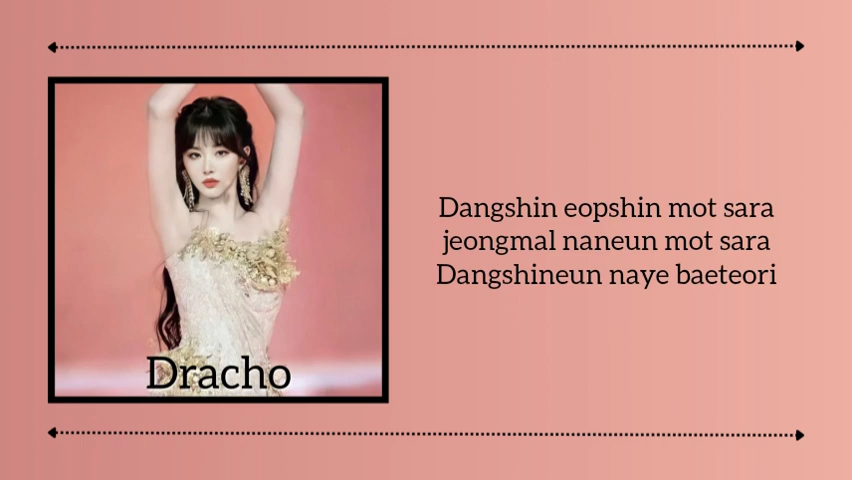 Dracho
Dangshin eopshin mot sara
jeongmal naneun mot sara
Dangshineun naye baeteori